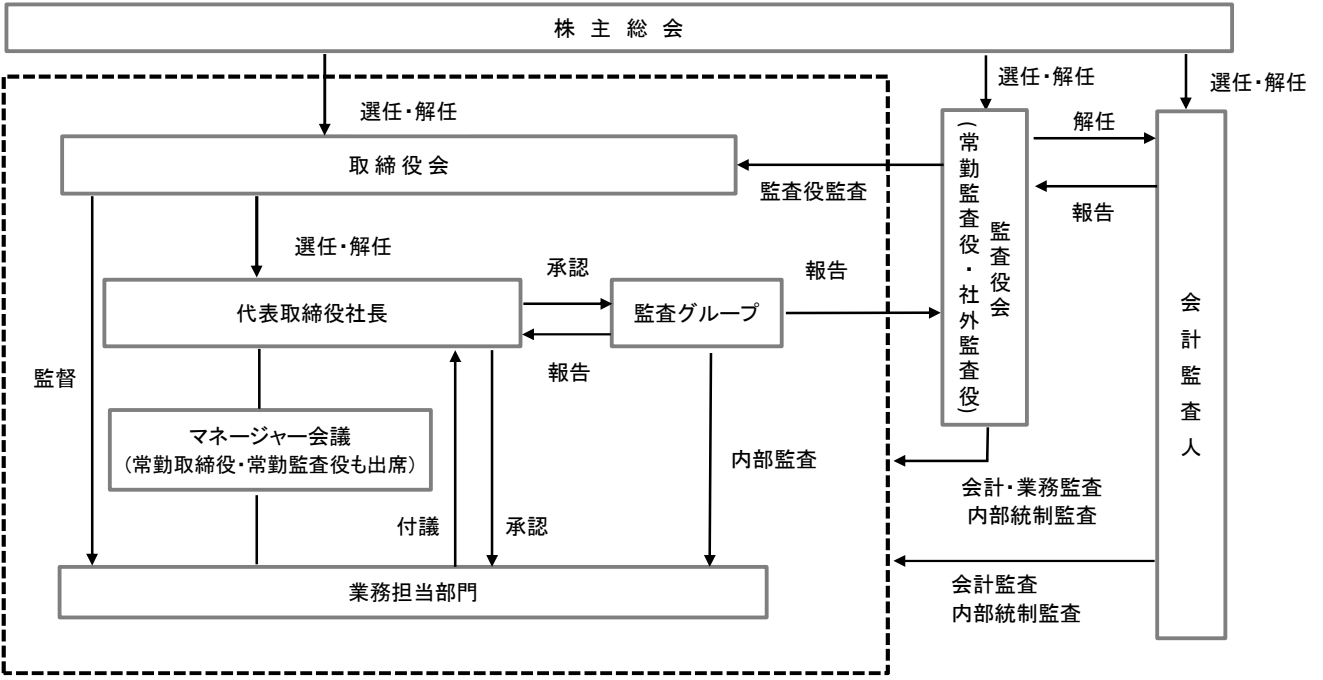 株主総会
選任・解任
選任・解任
選任・解任
取締役会
監査役監査
解任
報告
監査役会
(常勤監査役・社外監査役)
会計監査人
選任・解任
代表取締役社長
承認
報告
監査グループ
報告
監督
マネージャー会議
(常勤取締役・常勤監査役も出席)
内部監査
付議
承認
会計・業務監査
内部統制監査
業務担当部門
会計監査
内部統制監査